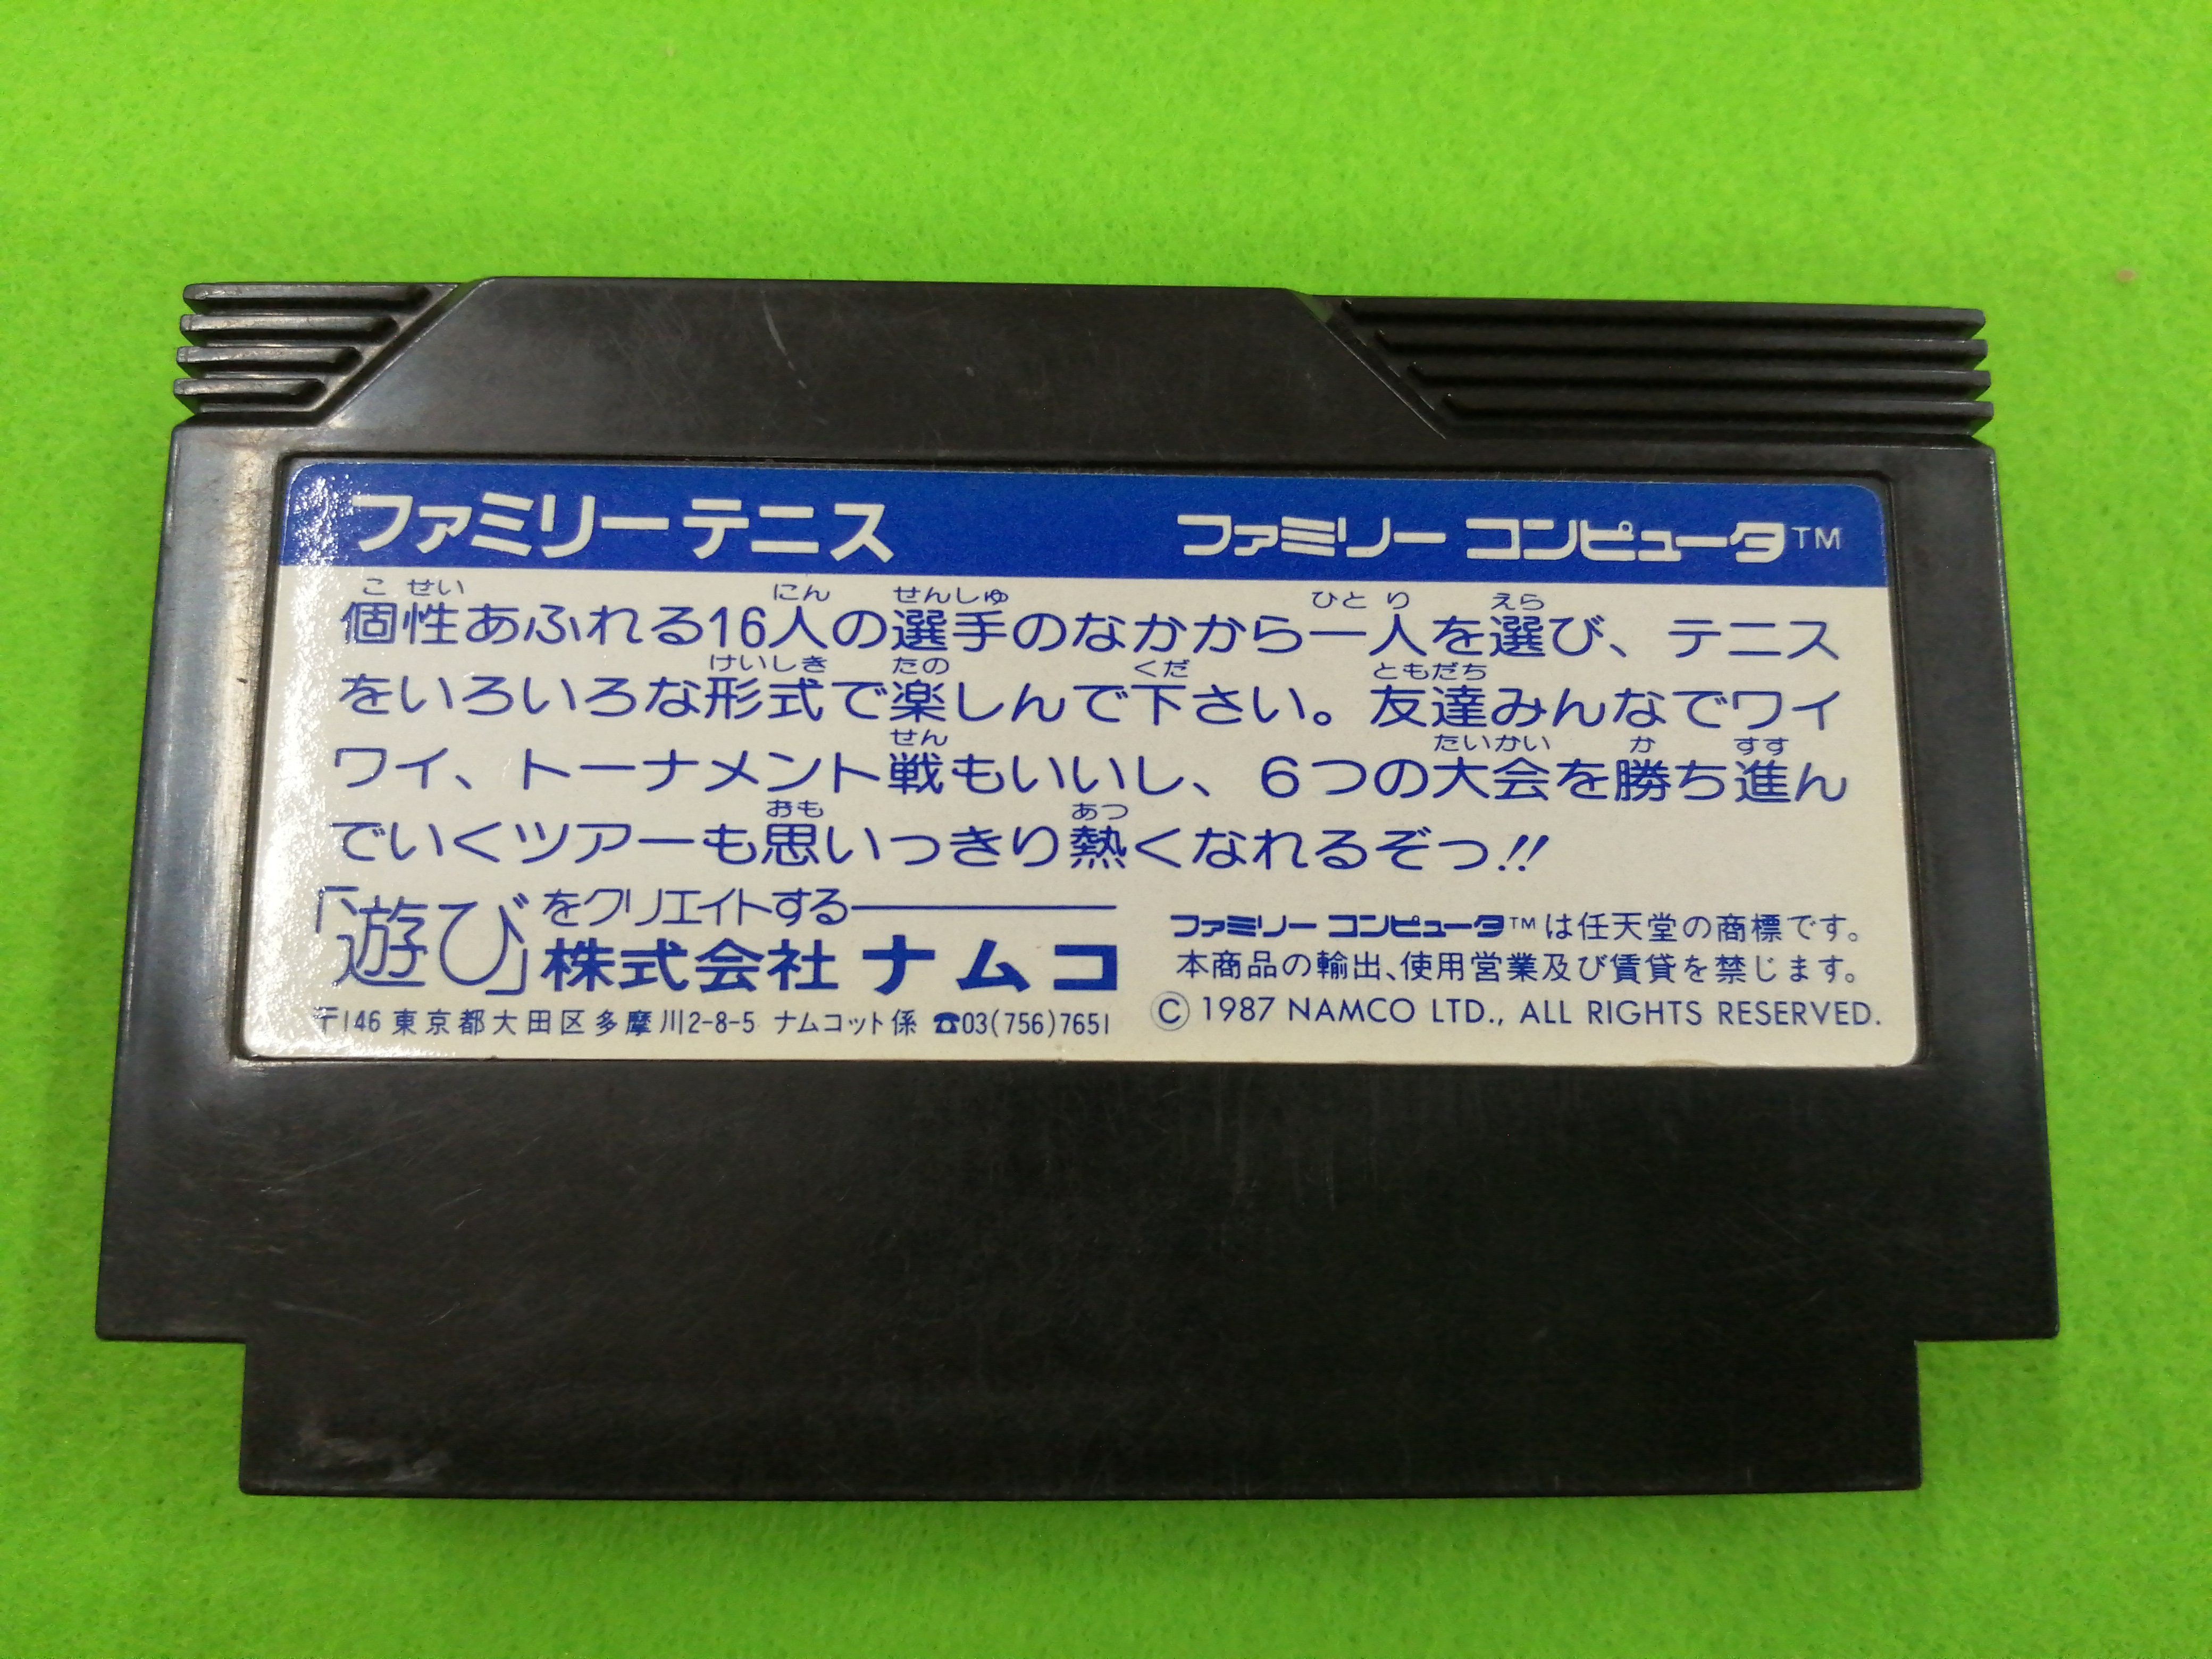 ファミリーテニス
ファミリー コンピュータTM
こ せい にん せんしゅ ひと り えら
個性あふれる16人の選手のなかから一人を選び、テニス
けいしき たの くだ ともだち
をいろいろな形式で楽しんで下さい。友達みんなでワイ
せん たいかい か すす
ワイ、トーナメント戦もいいし、6つの大会を勝ち進ん
おも あつ
でいくツアーも思いっきり熱くなれるぞっ!!
「遊び」をクリエイトする
株式会社 ナムコ
〒146 東京都大田区多摩川2-8-5 ナムコット係 ☎03(756)7651
ファミリー コンピュータTMは任天堂の商標です。
本商品の輸出、使用営業及び賃貸を禁じます。
© 1987 NAMCO LTD., ALL RIGHTS RESERVED.